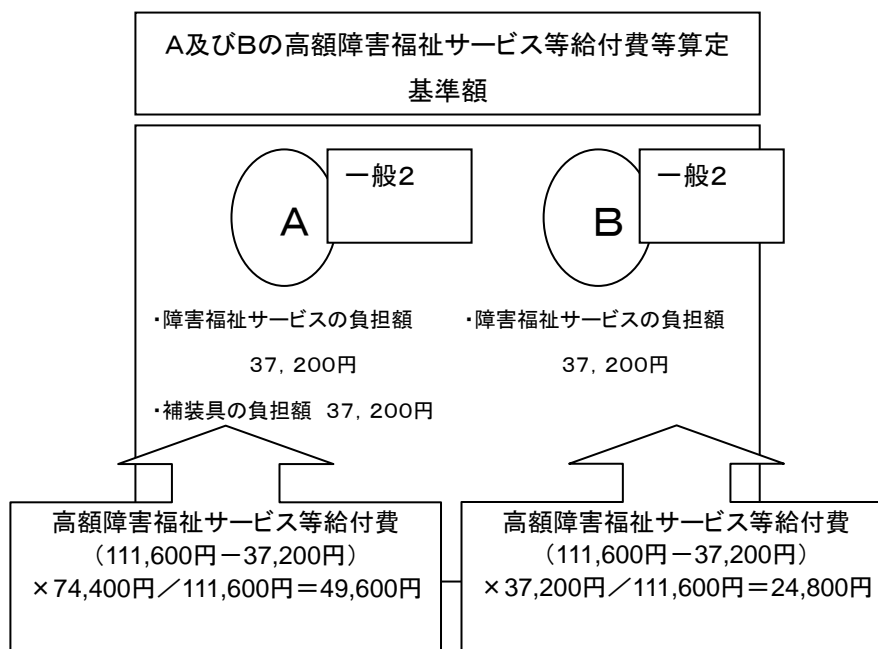 A及びBの高額障害福祉サービス等給付費等算定
基準額
一般2
一般2
A
B
・障害福祉サービスの負担額
37,200円
・補装具の負担額 37,200円
・障害福祉サービスの負担額
37,200円
高額障害福祉サービス等給付費
(111,600円-37,200円)
×74,400円/111,600円=49,600円
高額障害福祉サービス等給付費
(111,600円-37,200円)
×37,200円/111,600円=24,800円